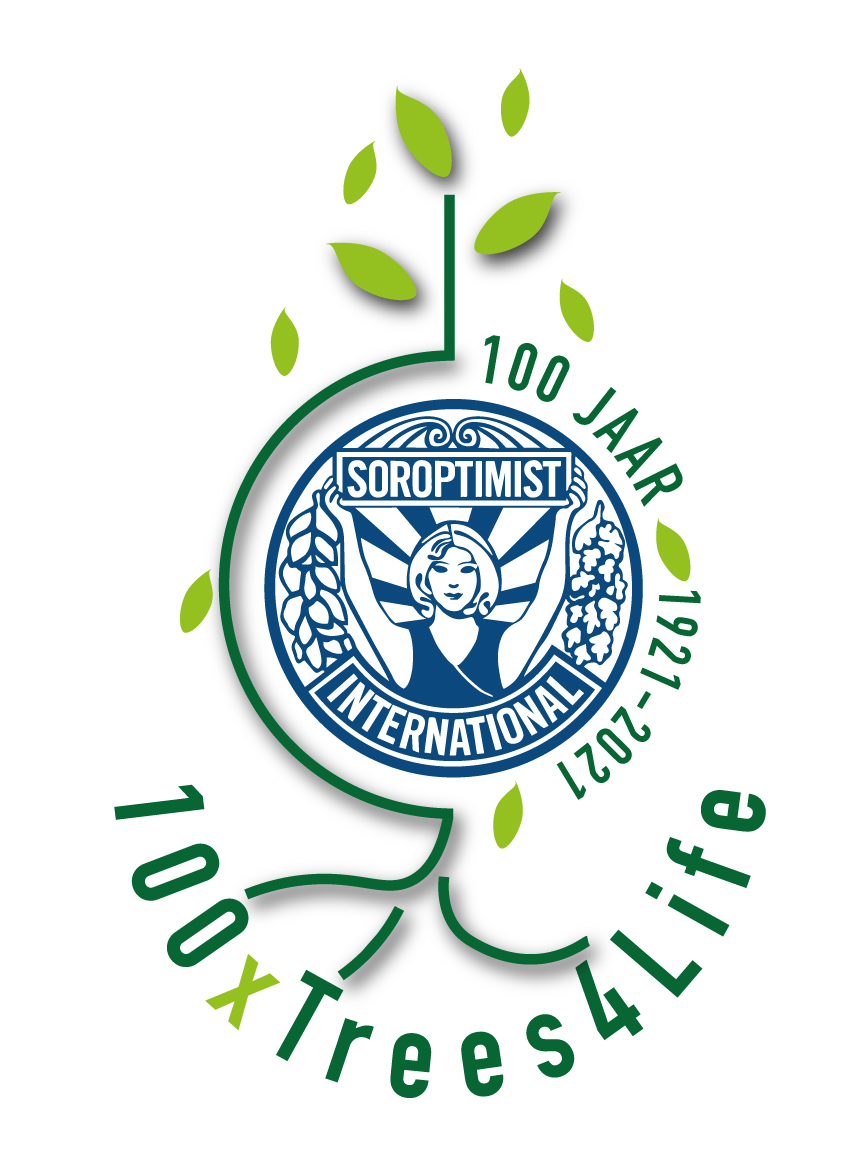 100 JAAR
1921-2021
SOROPTIMIST
INTERNATIONAL
100xTrees4Life